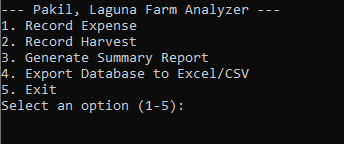 --- Pakil, Laguna Farm Analyzer ---
1. Record Expense
2. Record Harvest
3. Generate Summary Report
4. Export Database to Excel/CSV
5. Exit
Select an option (1-5):